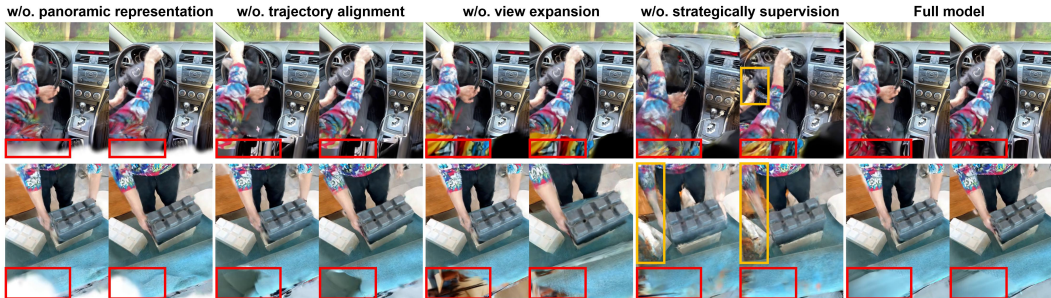 w/o. panoramic representation
w/o. trajectory alignment
w/o. view expansion
w/o. strategically supervision
Full model